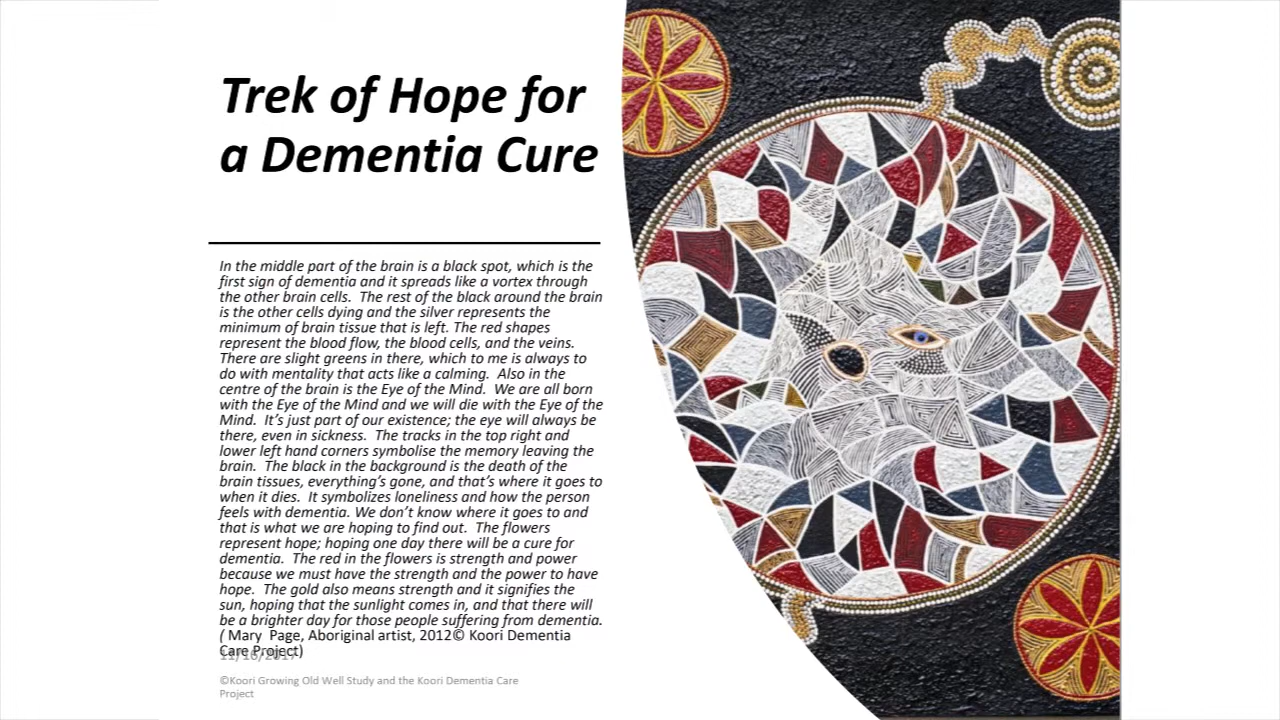 Trek of Hope for
a Dementia Cure
In the middle part of the brain is a black spot, which is the
first sign of dementia and it spreads like a vortex through
the other brain cells.  The rest of the black around the brain
is the other cells dying and the silver represents the
minimum of brain tissue that is left. The red shapes
represent the blood flow, the blood cells, and the veins.
There are slight greens in there, which to me is always to
do with mentality that acts like a calming.  Also in the
centre of the brain is the Eye of the Mind.  We are all born
with the Eye of the Mind and we will die with the Eye of the
Mind.  It's just part of our existence; the eye will always be
there, even in sickness.  The tracks in the top right and
lower left hand corners symbolise the memory leaving the
brain.  The black in the background is the death of the
brain tissues, everything's gone, and that's where it goes to
when it dies.  It symbolizes loneliness and how the person
feels with dementia. We don't know where it goes to and
that is what we are hoping to find out.  The flowers
represent hope; hoping one day there will be a cure for
dementia.  The red in the flowers is strength and power
because we must have the strength and the power to have
hope.  The gold also means strength and it signifies the
sun, hoping that the sunlight comes in, and that there will
be a brighter day for those people suffering from dementia.
( Mary  Page, Aboriginal artist, 2012© Koori Dementia
Care Project)
11/16/2017
©Koori Growing Old Well Study and the Koori Dementia Care
Project